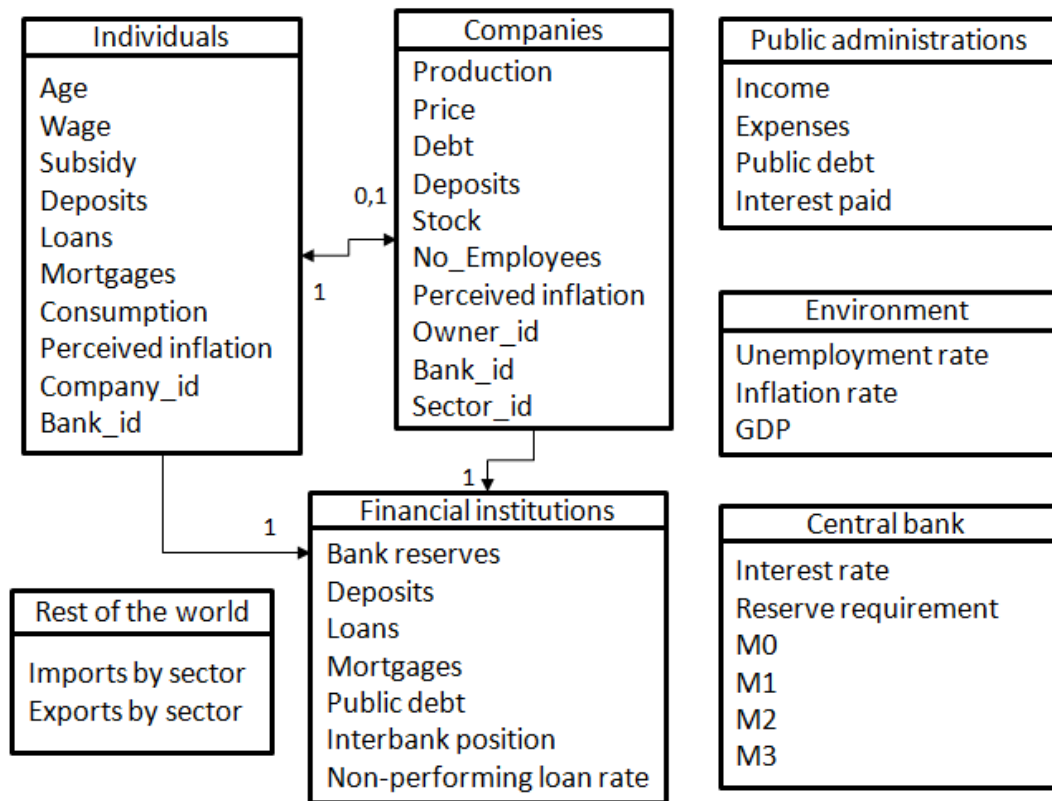 Individuals
Age
Wage
Subsidy
Deposits
Loans
Mortgages
Consumption
Perceived inflation
Company_id
Bank_id
0,1
1
Companies
Production
Price
Debt
Deposits
Stock
No_Employees
Perceived inflation
Owner_id
Bank_id
Sector_id
Public administrations
Income
Expenses
Public debt
Interest paid
Environment
Unemployment rate
Inflation rate
GDP
1
1
Financial institutions
Bank reserves
Deposits
Loans
Mortgages
Public debt
Interbank position
Non-performing loan rate
Rest of the world
Imports by sector
Exports by sector
Central bank
Interest rate
Reserve requirement
M0
M1
M2
M3